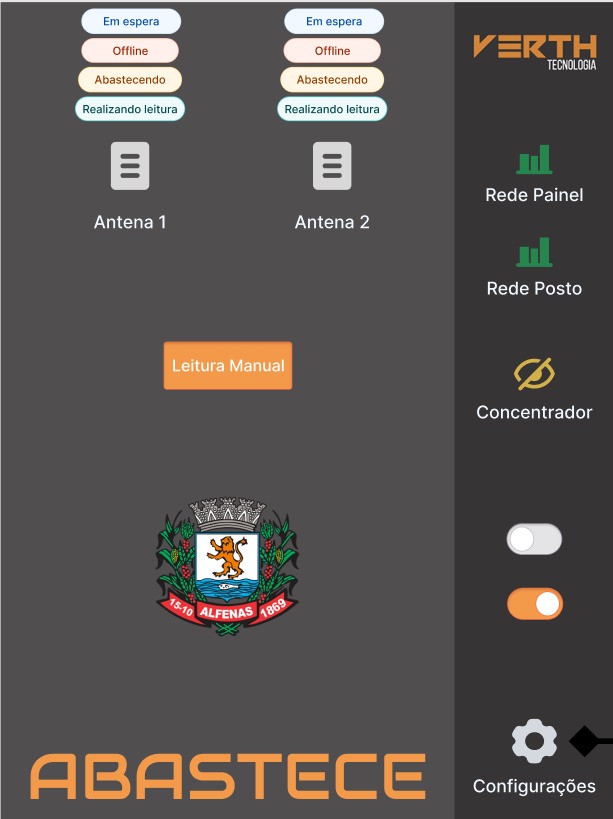 Em espera
Offline
Abastecendo
Realizando leitura
Antena 1
Em espera
Offline
Abastecendo
Realizando leitura
Antena 2
Leitura Manual
15-10 ALFENAS 1869
ABASTECE
VERTH
TECNOLOGIA
Rede Painel
Rede Posto
Concentrador
Configurações